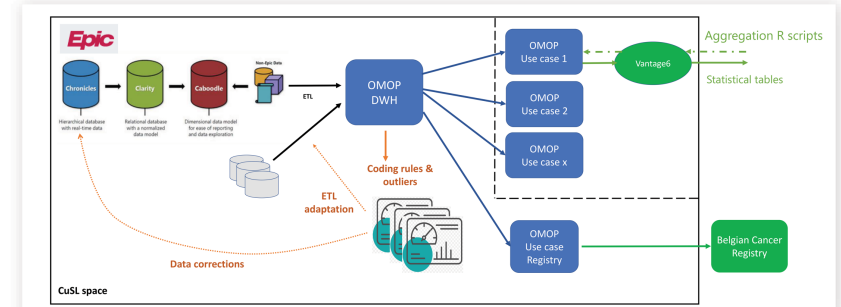 Epic
Chronicles
Clarity
Caboodle
Non-Epic Data
Hierarchical database
with real-time data
Relational database
with a normalized
data model
Dimensional data model
for ease of reporting
and data exploration
ETL
OMOP
DWH
OMOP
Use case 1
OMOP
Use case 2
OMOP
Use case x
Vantage6
Aggregation R scripts
Statistical tables
Coding rules &
outliers
ETL
adaptation
Data corrections
OMOP
Use case
Registry
Belgian Cancer
Registry
CuSL space